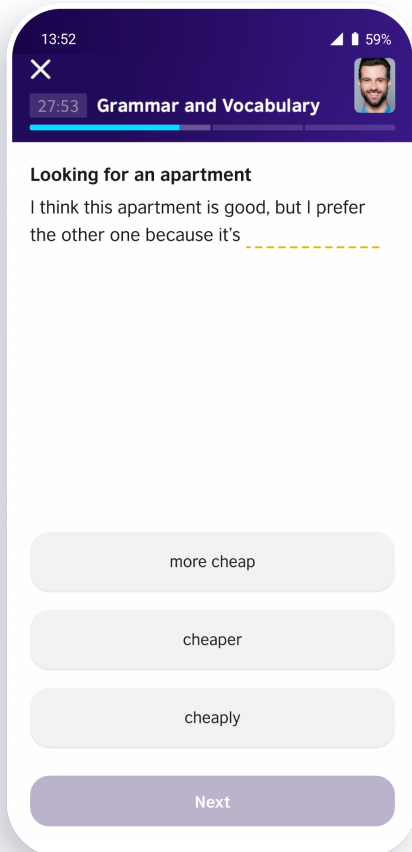 13:52
59%
27:53 Grammar and Vocabulary
Looking for an apartment
I think this apartment is good, but I prefer
the other one because it’s
more cheap
cheaper
cheaply
Next